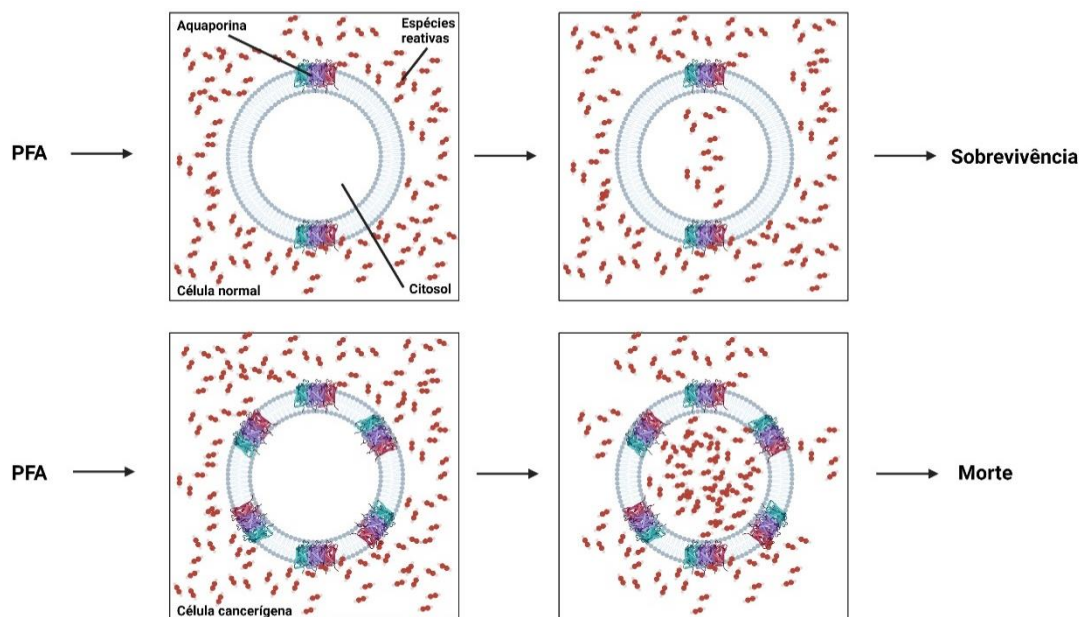 Aquaporina
Espécies
reativas
PFA
Sobrevivência
Célula normal
Citosol
PFA
Morte
Célula cancerígena